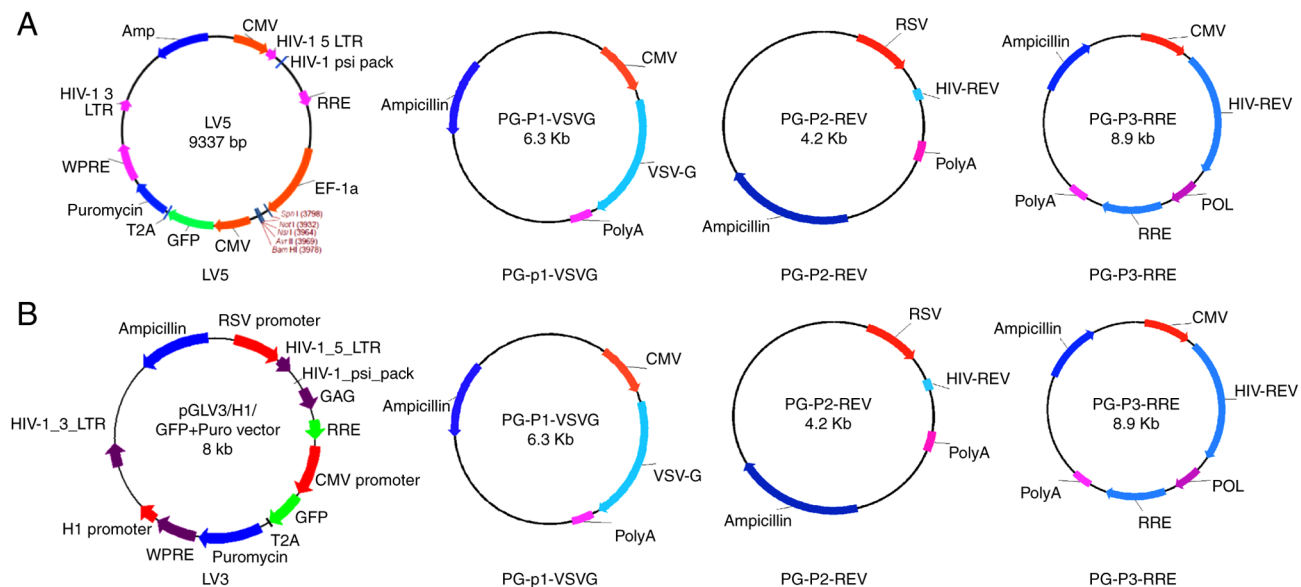 A
Amp
CMV
HIV-1 5 LTR
HIV-1 psi pack
RRE
HIV-1 3
LTR
LV5
9337 bp
WPRE
EF-1a
Puromycin
T2A
GFP
CMV
Sph I (3798)
Not I (3932)
Nsi I (3964)
Avr II (3969)
Bam HI (3978)
LV5
CMV
Ampicillin
PG-P1-VSVG
6.3 Kb
VSV-G
PolyA
PG-p1-VSVG
RSV
HIV-REV
PG-P2-REV
4.2 Kb
PolyA
Ampicillin
PG-P2-REV
Ampicillin
CMV
HIV-REV
PG-P3-RRE
8.9 kb
PolyA
POL
RRE
PG-P3-RRE
B
Ampicillin
RSV promoter
HIV-1_5_LTR
HIV-1_psi_pack
GAG
pGLV3/H1/
GFP+Puro vector
8 kb
HIV-1_3_LTR
RRE
CMV promoter
GFP
H1 promoter
T2A
WPRE
Puromycin
LV3
CMV
Ampicillin
PG-P1-VSVG
6.3 Kb
VSV-G
PolyA
PG-p1-VSVG
RSV
HIV-REV
PG-P2-REV
4.2 Kb
PolyA
Ampicillin
PG-P2-REV
Ampicillin
CMV
HIV-REV
PG-P3-RRE
8.9 Kb
PolyA
POL
RRE
PG-P3-RRE